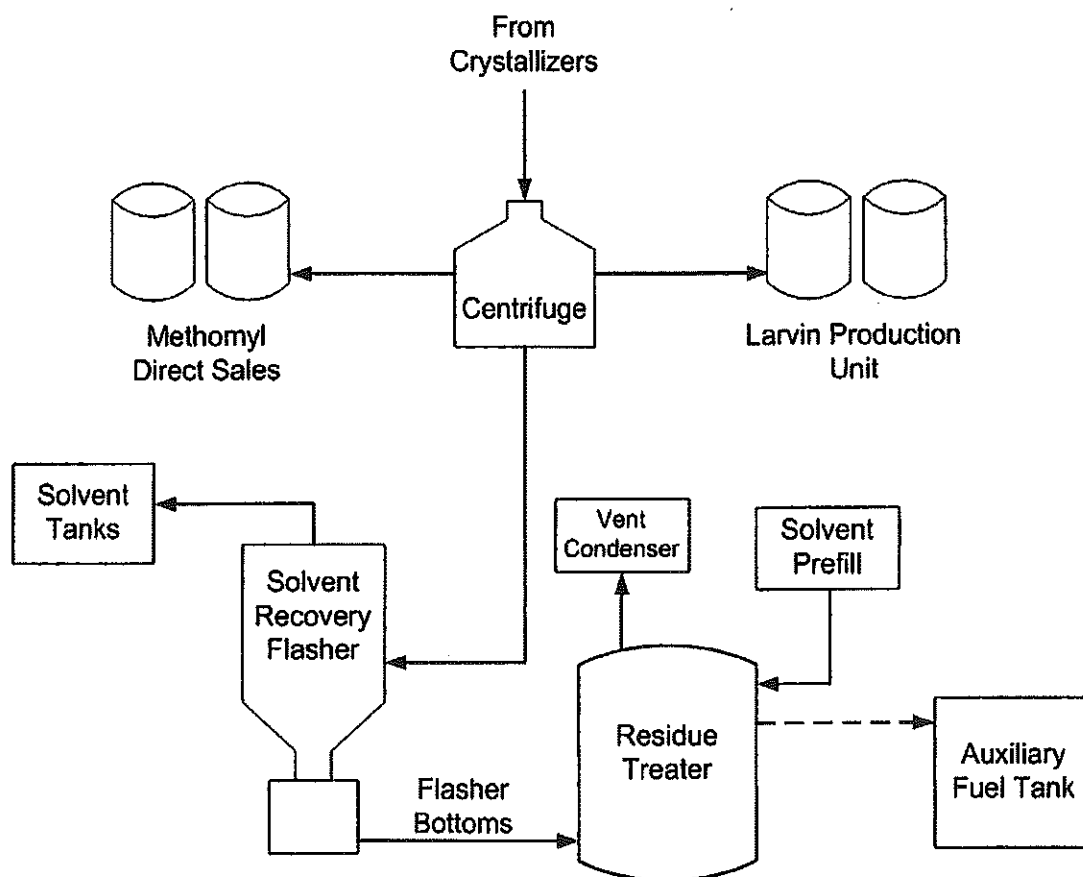 From
Crystallizers
Centrifuge
Methomyl
Direct Sales
Larvin Production
Unit
Solvent
Tanks
Solvent
Recovery
Flasher
Vent
Condenser
Solvent
Prefill
Residue
Treater
Auxiliary
Fuel Tank
Flasher
Bottoms